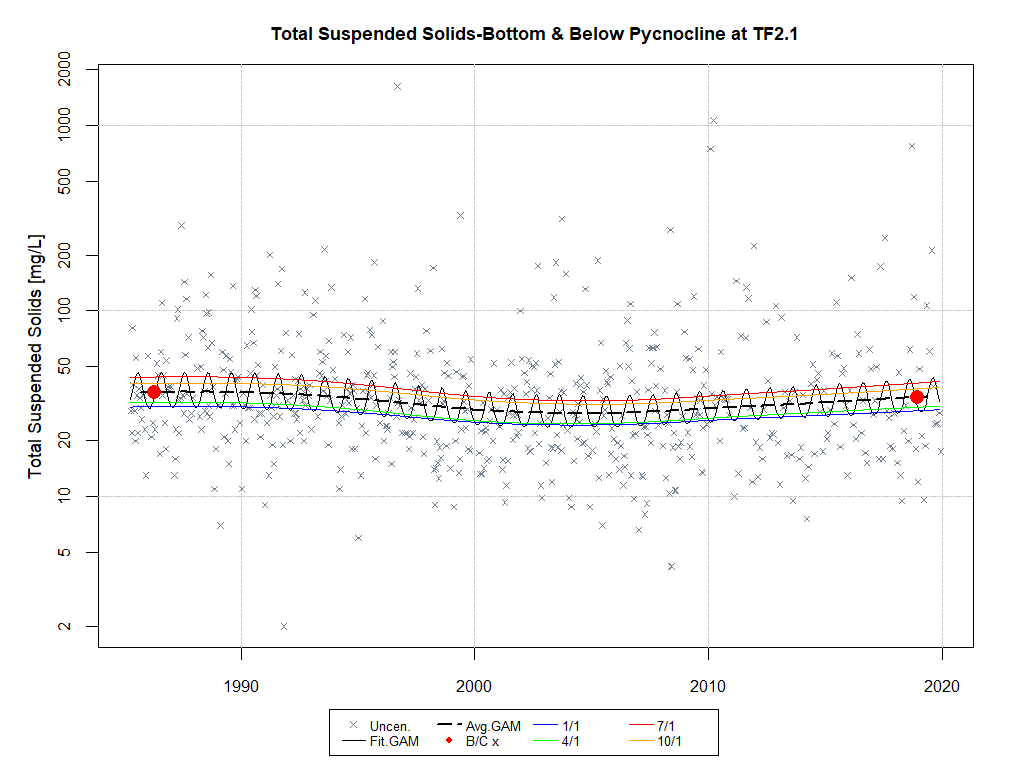 Total Suspended Solids-Bottom & Below Pycnocline at TF2.1
Total Suspended Solids [mg/L]
2000
1000
500
200
100
50
20
10
5
2
1990 2000 2010 2020
Uncen. Avg.GAM 1/1 7/1
Fit.GAM B/C x 4/1 10/1